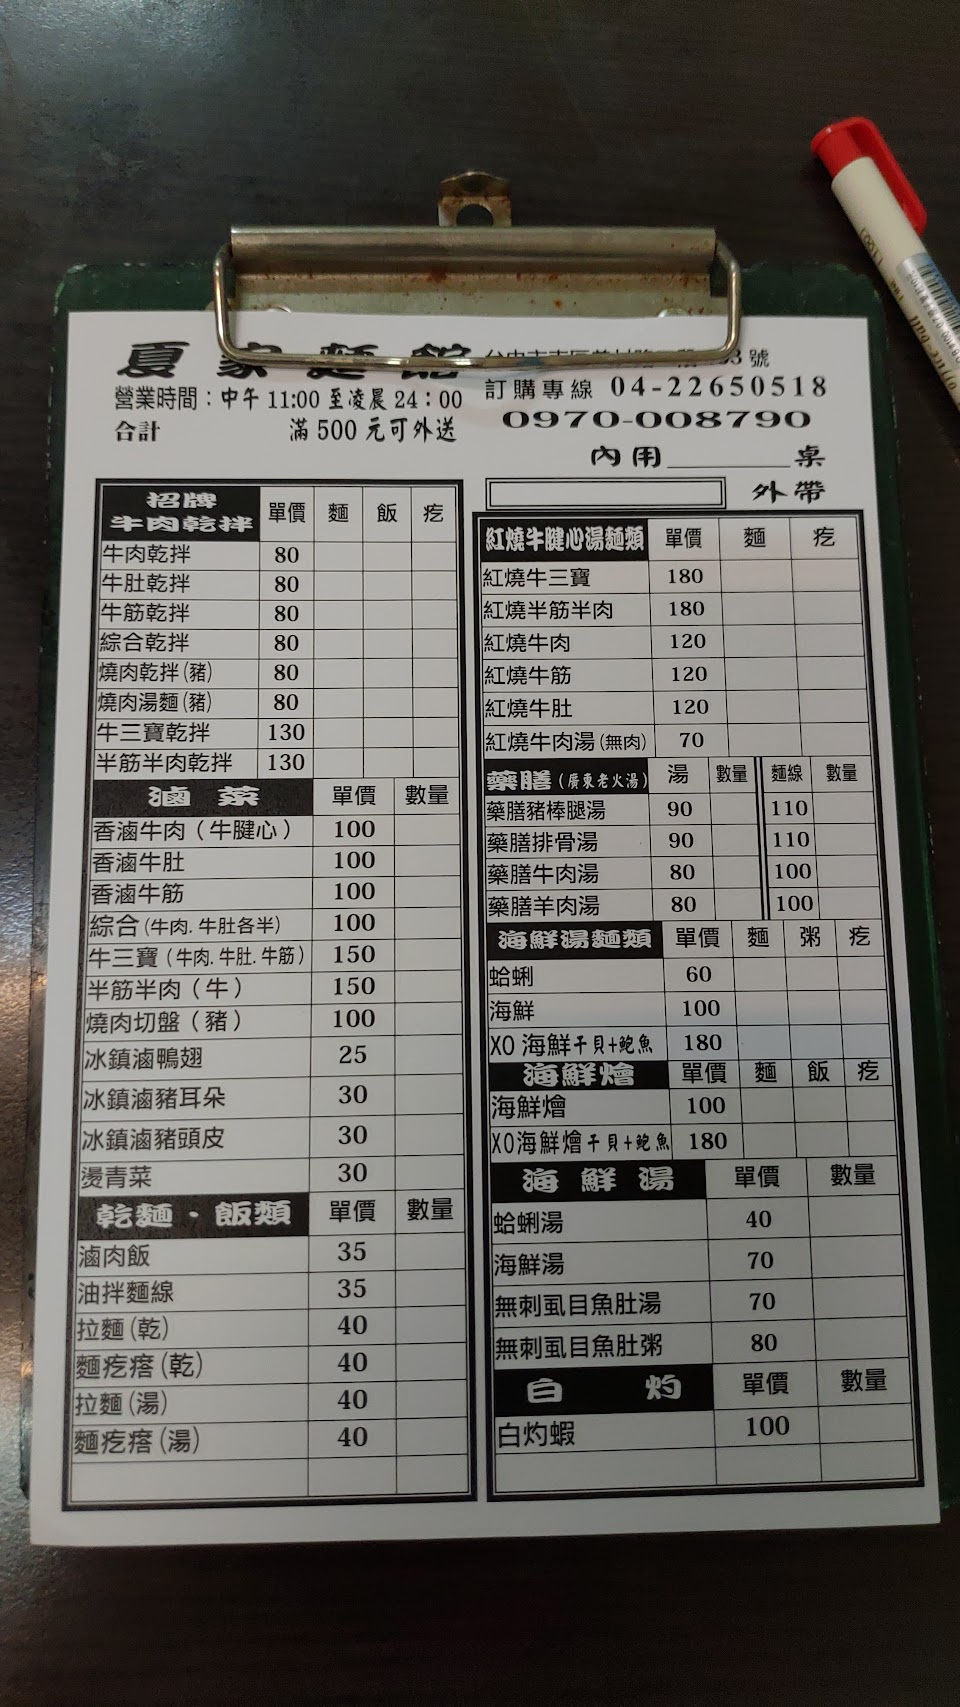 夏家麵館
號
營業時間：中午 11:00 至凌晨 24：00
訂購專線 04-22650518
0970-008790
合計 滿 500 元可外送
內用________桌
外帶
招牌牛肉乾拌 單價 麵 飯 疙
牛肉乾拌 80
牛肚乾拌 80
牛筋乾拌 80
綜合乾拌 80
燒肉乾拌(豬) 80
燒肉湯麵(豬) 80
牛三寶乾拌 130
半筋半肉乾拌 130
滷菜 單價 數量
香滷牛肉（牛腱心） 100
香滷牛肚 100
香滷牛筋 100
綜合(牛肉.牛肚各半) 100
牛三寶（牛肉.牛肚.牛筋） 150
半筋半肉（牛） 150
燒肉切盤（豬） 100
冰鎮滷鴨翅 25
冰鎮滷豬耳朵 30
冰鎮滷豬頭皮 30
燙青菜 30
乾麵．飯類 單價 數量
滷肉飯 35
油拌麵線 35
拉麵(乾) 40
麵疙瘩(乾) 40
拉麵(湯) 40
麵疙瘩(湯) 40
紅燒牛腱心湯麵類 單價 麵 疙
紅燒牛三寶 180
紅燒半筋半肉 180
紅燒牛肉 120
紅燒牛筋 120
紅燒牛肚 120
紅燒牛肉湯(無肉) 70
藥膳(廣東老火湯) 湯 數量 麵線 數量
藥膳豬棒腿湯 90 110
藥膳排骨湯 90 110
藥膳牛肉湯 80 100
藥膳羊肉湯 80 100
海鮮湯麵類 單價 麵 粥 疙
蛤蜊 60
海鮮 100
XO 海鮮干貝+鮑魚 180
海鮮燴 單價 麵 飯 疙
海鮮燴 100
XO海鮮燴干貝+鮑魚 180
海鮮湯 單價 數量
蛤蜊湯 40
海鮮湯 70
無刺虱目魚肚湯 70
無刺虱目魚肚粥 80
白灼 單價 數量
白灼蝦 100